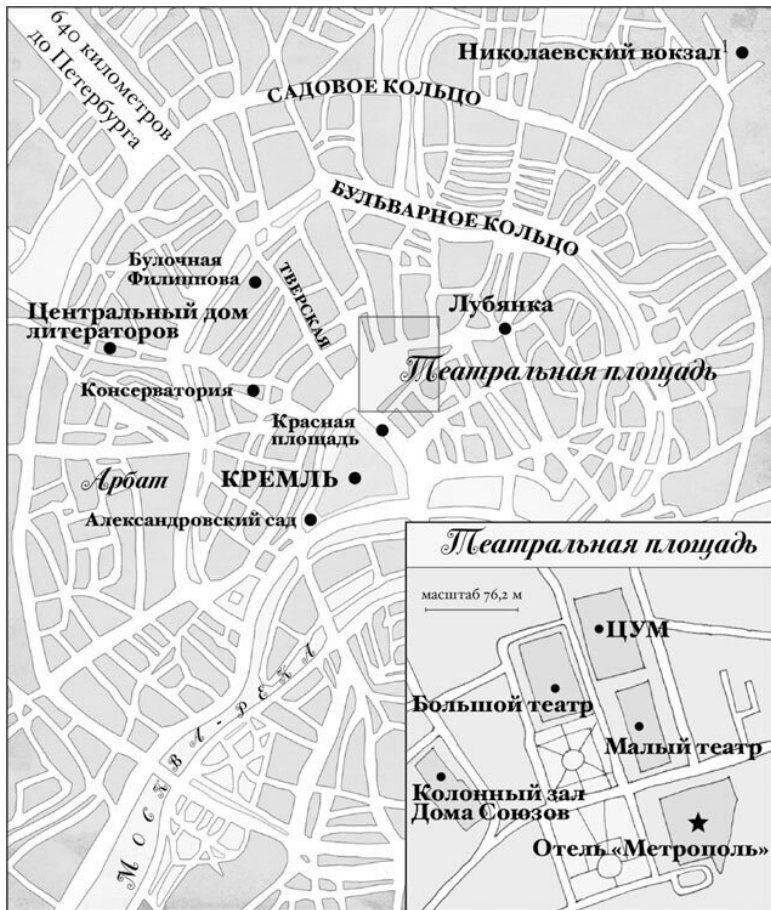 640 километров
до Петербурга
Николаевский вокзал¹
САДОВОЕ КОЛЬЦО
БУЛЬВАРНОЕ КОЛЬЦО
Булочная
Филиппова
ТВЕРСКАЯ
Центральный дом
литераторов
Лубянка
Театральная площадь
Консерватория
Красная
площадь
Арбат
КРЕМЛЬ
Александровский сад
МОСКВА-РЕКА
Театральная площадь
масштаб 76,2 м
ЦУМ
Большой театр
Малый театр
Колонный зал
Дома Союзов
Отель «Метрополь»